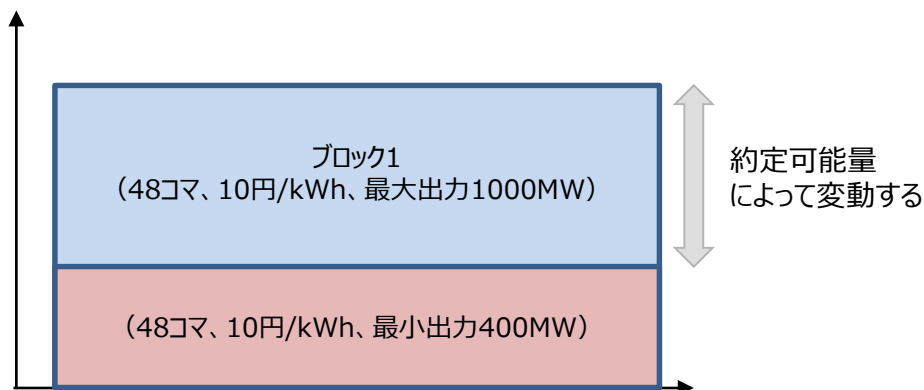 ブロック1
（48コマ、10円/kWh、最大出力1000MW）
約定可能量
によって変動する
（48コマ、10円/kWh、最小出力400MW）